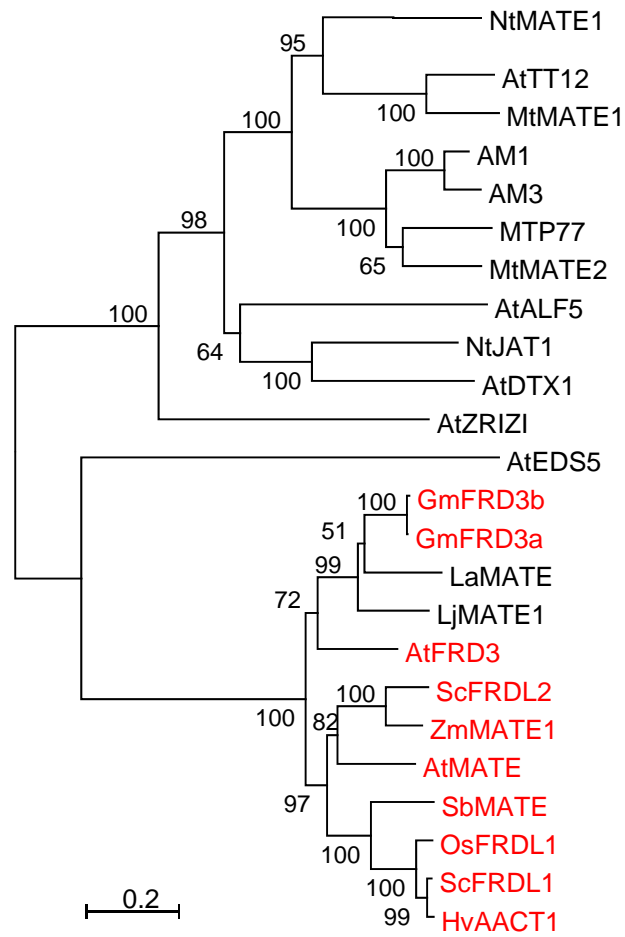 NtMATE1
95
AtTT12
100
MtMATE1
100
100
AM1
AM3
98
100
MTP77
65
MtMATE2
AtALF5
100
64
NtJAT1
100
AtDTX1
AtZRIZI
AtEDS5
100
GmFRD3b
51
GmFRD3a
99
LaMATE
72
LjMATE1
AtFRD3
100
ScFRDL2
100
82
ZmMATE1
AtMATE
97
SbMATE
100
OsFRDL1
100
ScFRDL1
99
HvAACT1
0.2